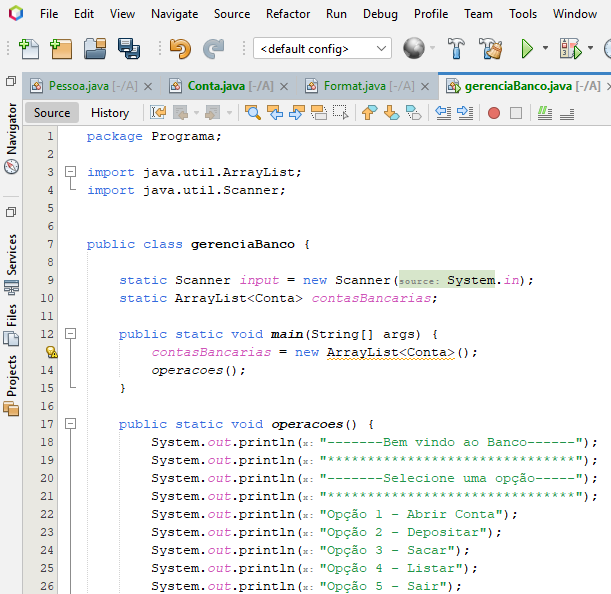 File Edit View Navigate Source Refactor Run Debug Profile Team Tools Window
<default config>
Pessoa.java [-/A] Conta.java [-/A] Format.java [-/A] gerenciaBanco.java [-/A]
Source History
Navigator
Services
Files
Projects
1 package Programa;
2
3 import java.util.ArrayList;
4 import java.util.Scanner;
5
6
7 public class gerenciaBanco {
8
9 static Scanner input = new Scanner(source: System.in);
10 static ArrayList<Conta> contasBancarias;
11
12 public static void main(String[] args) {
contasBancarias = new ArrayList<Conta>();
14 operacoes();
15 }
16
17 public static void operacoes() {
18 System.out.println(x: "-------Bem vindo ao Banco------");
19 System.out.println(x: "*******************************");
20 System.out.println(x: "-------Selecione uma opção-----");
21 System.out.println(x: "*******************************");
22 System.out.println(x: "Opção 1 - Abrir Conta");
23 System.out.println(x: "Opção 2 - Depositar");
24 System.out.println(x: "Opção 3 - Sacar");
25 System.out.println(x: "Opção 4 - Listar");
26 System.out.println(x: "Opção 5 - Sair");